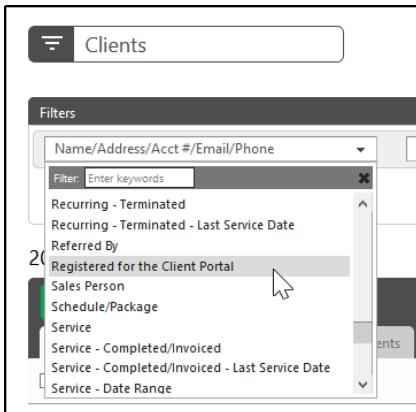 Clients
Filters
Name/Address/Acct #/Email/Phone
Filter: Enter keywords
Recurring - Terminated
Recurring - Terminated - Last Service Date
Referred By
Registered for the Client Portal
Sales Person
Schedule/Package
Service
Service - Completed/Invoiced
Service - Completed/Invoiced - Last Service Date
Service - Date Range